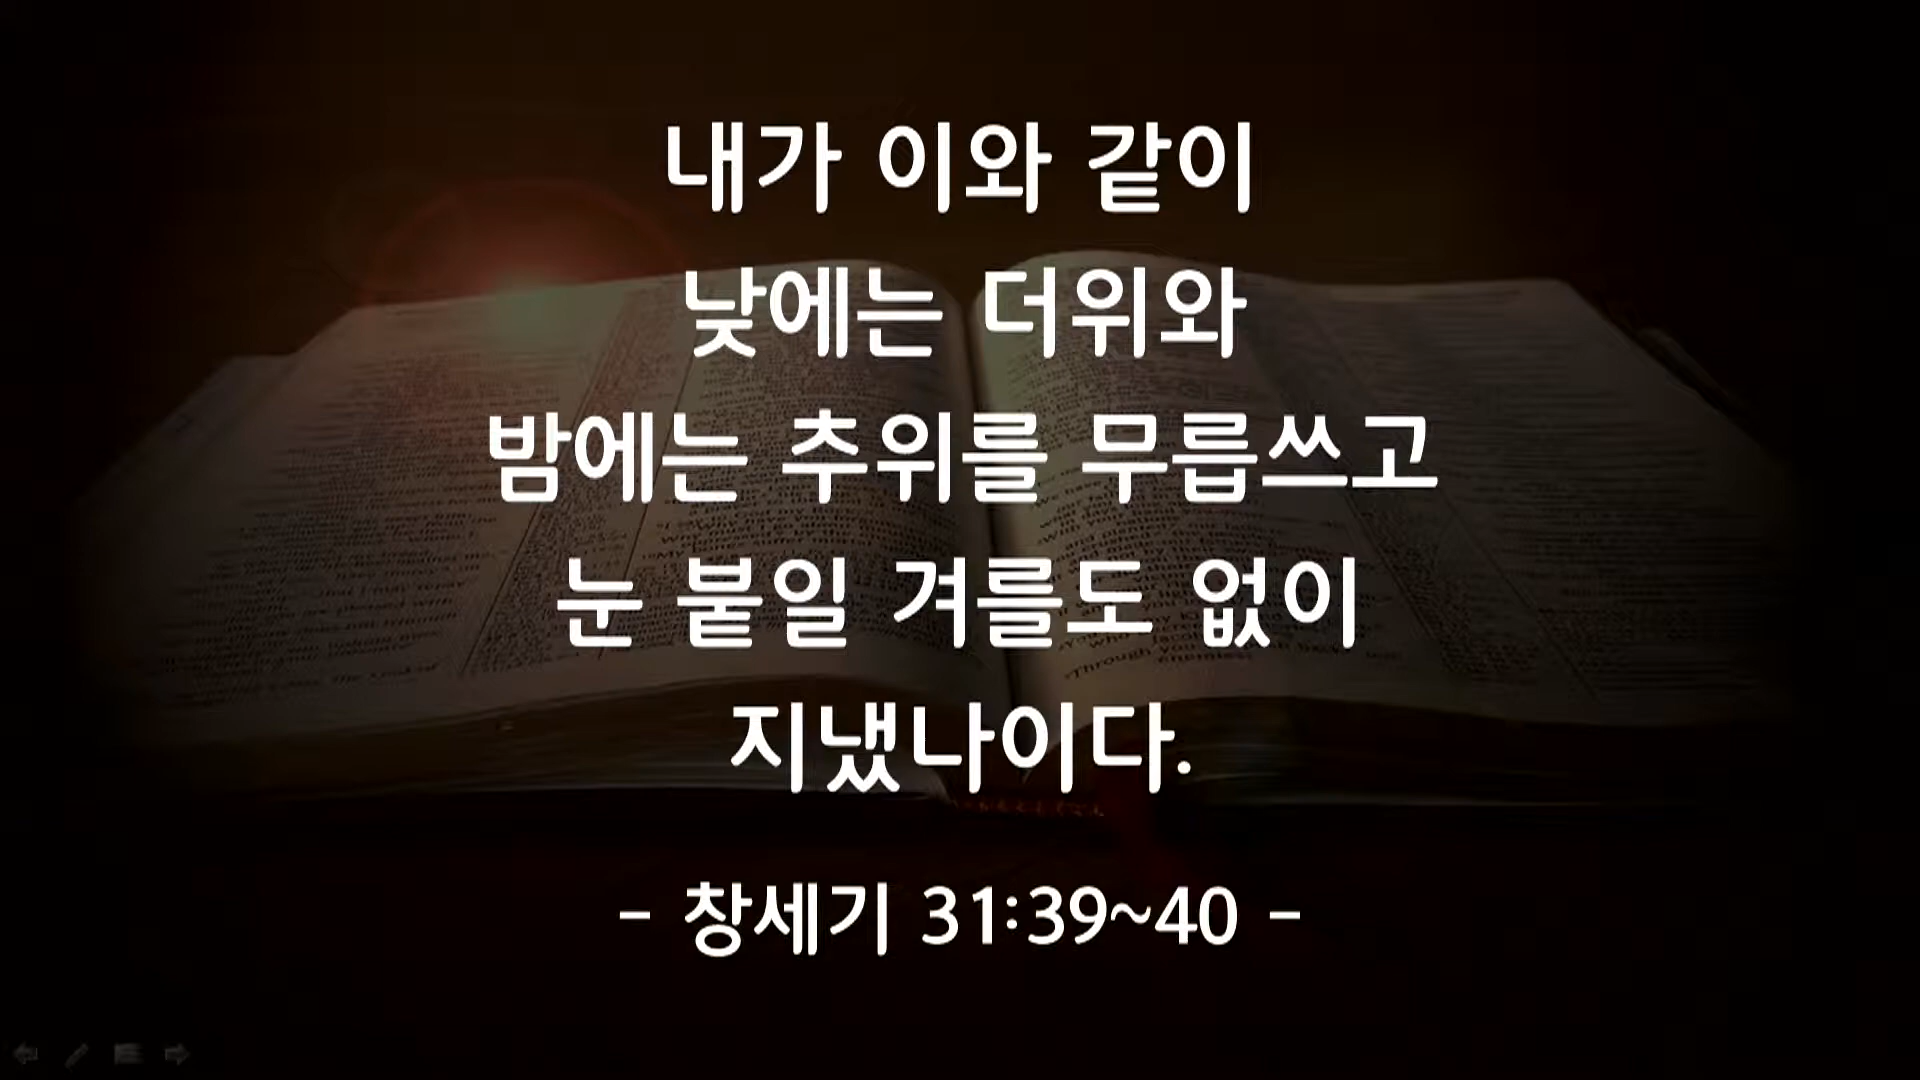 내가 이와 같이
낮에는 더위와
밤에는 추위를 무릅쓰고
눈 붙일 겨를도 없이
지냈나이다.
- 창세기 31:39~40 -